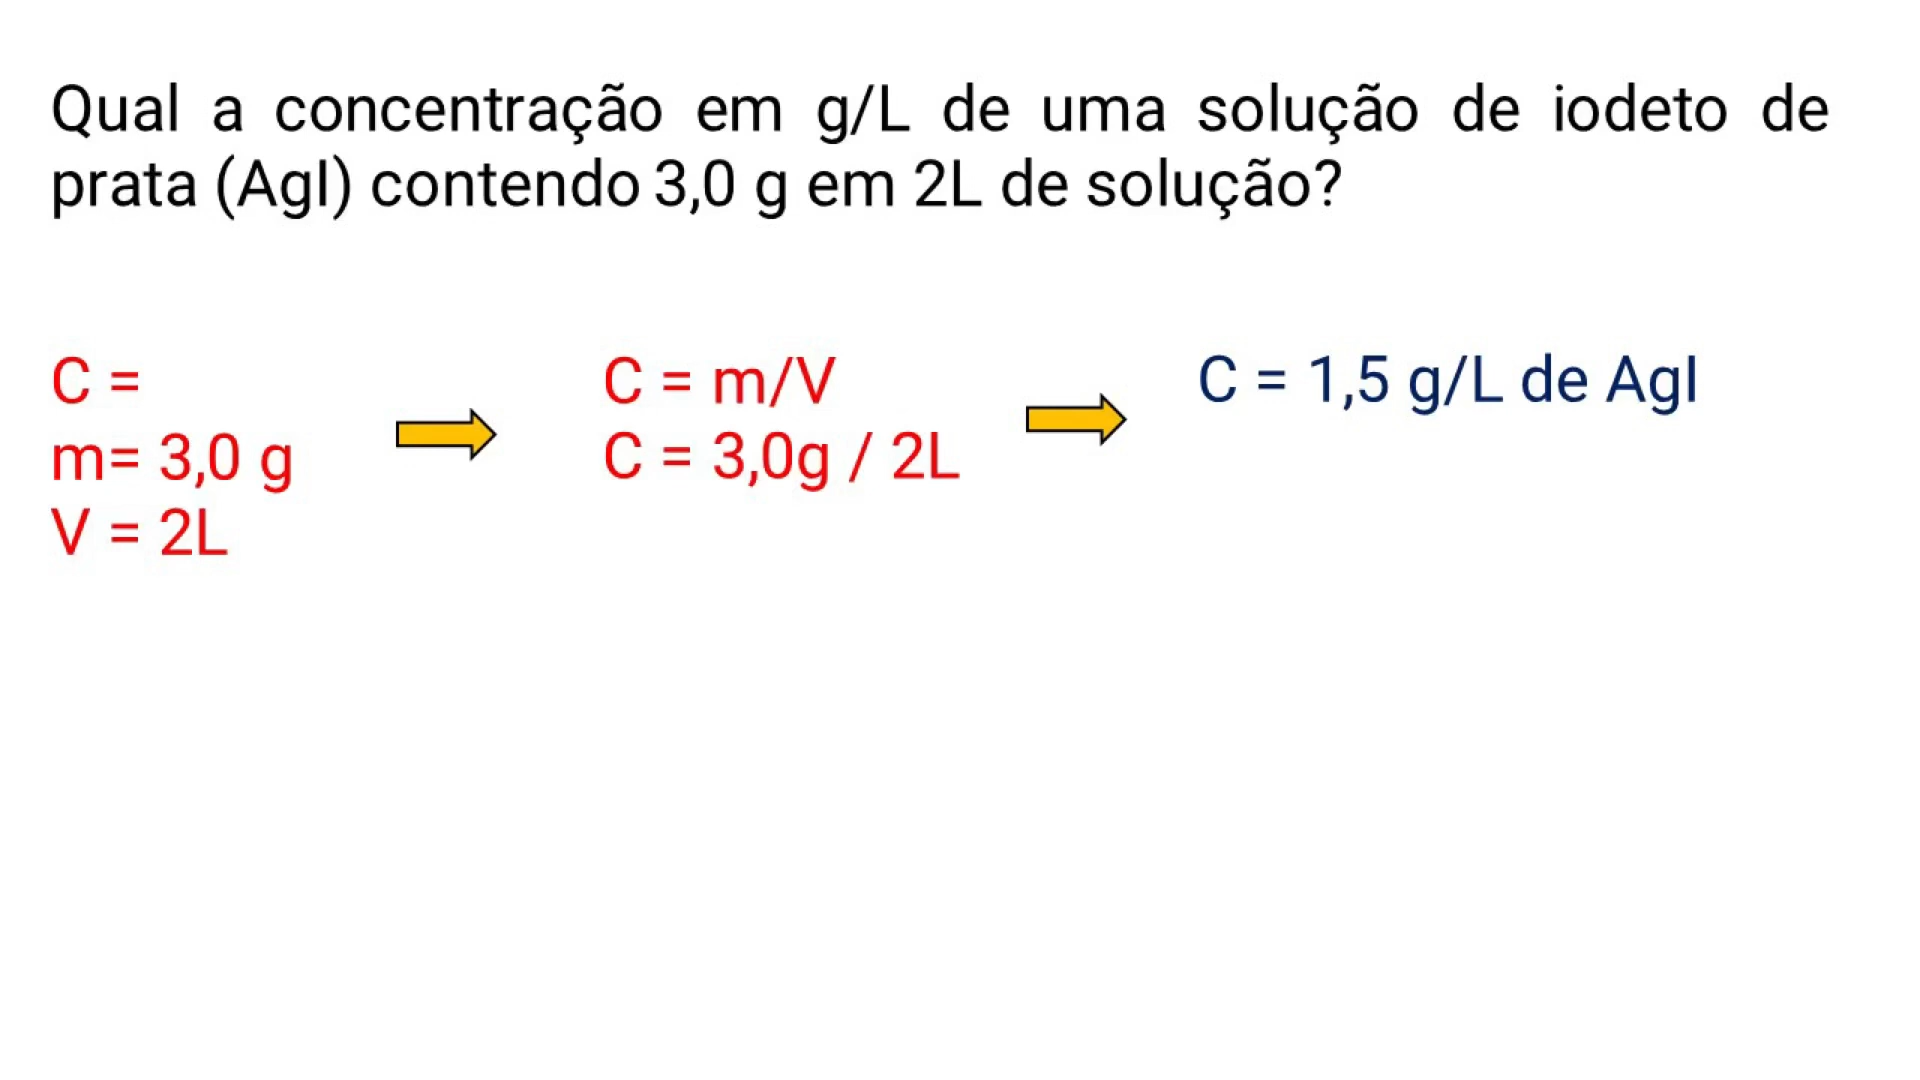 Qual a concentração em g/L de uma solução de iodeto de
prata (AgI) contendo 3,0 g em 2L de solução?
C =
m= 3,0 g
V = 2L
C = m/V
C = 3,0g / 2L
C = 1,5 g/L de AgI